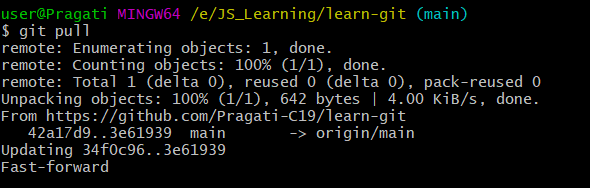 user@Pragati MINGW64 /e/JS_Learning/learn-git (main)
$ git pull
remote: Enumerating objects: 1, done.
remote: Counting objects: 100% (1/1), done.
remote: Total 1 (delta 0), reused 0 (delta 0), pack-reused 0
Unpacking objects: 100% (1/1), 642 bytes | 4.00 KiB/s, done.
From https://github.com/Pragati-C19/learn-git
   42a17d9..3e61939  main       -> origin/main
Updating 34f0c96..3e61939
Fast-forward